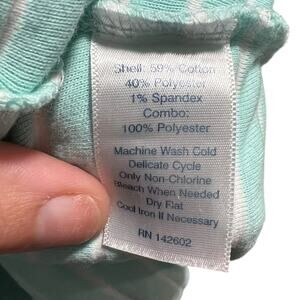 Shell: 59% Cotton
40% Polyester
1% Spandex
Combo:
100% Polyester
Machine Wash Cold
Delicate Cycle
Only Non-Chlorine
Bleach When Needed
Dry Flat
Cool Iron If Necessary
RN 142602